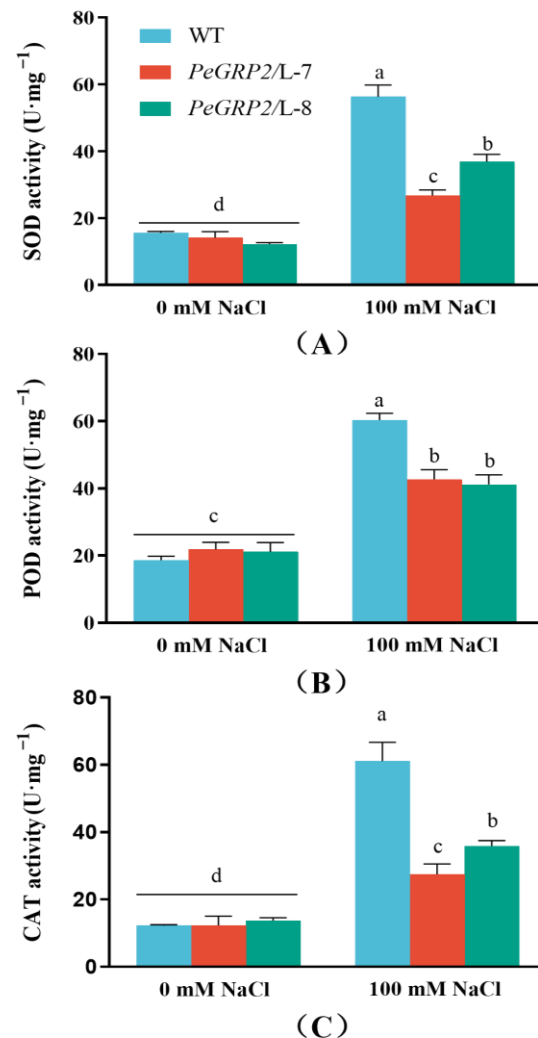 80
60
40
20
0
SOD activity (U·mg⁻¹)
WT
PeGRP2/L-7
PeGRP2/L-8
d
a
c
b
0 mM NaCl
100 mM NaCl
（A）
80
60
40
20
0
POD activity (U·mg⁻¹)
c
a
b
b
0 mM NaCl
100 mM NaCl
（B）
80
60
40
20
0
CAT activity (U·mg⁻¹)
d
a
c
b
0 mM NaCl
100 mM NaCl
（C）